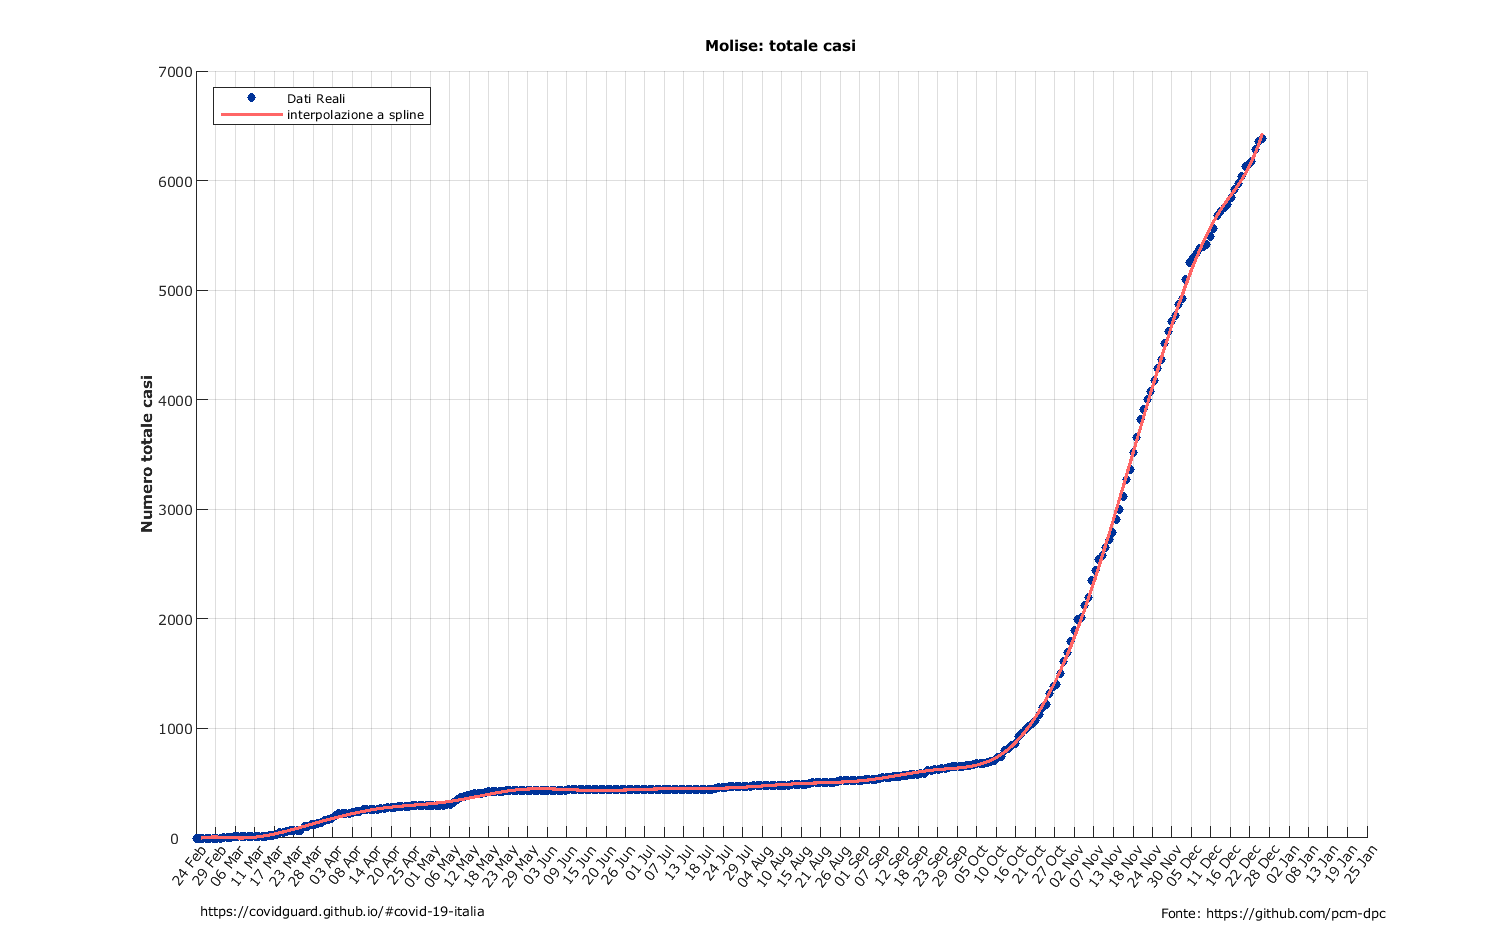 Molise: totale casi
7000
6000
5000
4000
3000
2000
1000
0
Numero totale casi
Dati Reali
interpolazione a spline
24 Feb
29 Feb
06 Mar
11 Mar
17 Mar
23 Mar
28 Mar
03 Apr
08 Apr
14 Apr
20 Apr
25 Apr
01 May
06 May
12 May
18 May
23 May
29 May
03 Jun
09 Jun
15 Jun
20 Jun
26 Jun
01 Jul
07 Jul
13 Jul
18 Jul
24 Jul
29 Jul
04 Aug
10 Aug
15 Aug
21 Aug
26 Aug
01 Sep
07 Sep
12 Sep
18 Sep
23 Sep
29 Sep
05 Oct
10 Oct
16 Oct
21 Oct
27 Oct
02 Nov
07 Nov
13 Nov
18 Nov
24 Nov
30 Nov
05 Dec
11 Dec
16 Dec
22 Dec
28 Dec
02 Jan
08 Jan
13 Jan
19 Jan
25 Jan
https://covidguard.github.io/#covid-19-italia
Fonte: https://github.com/pcm-dpc